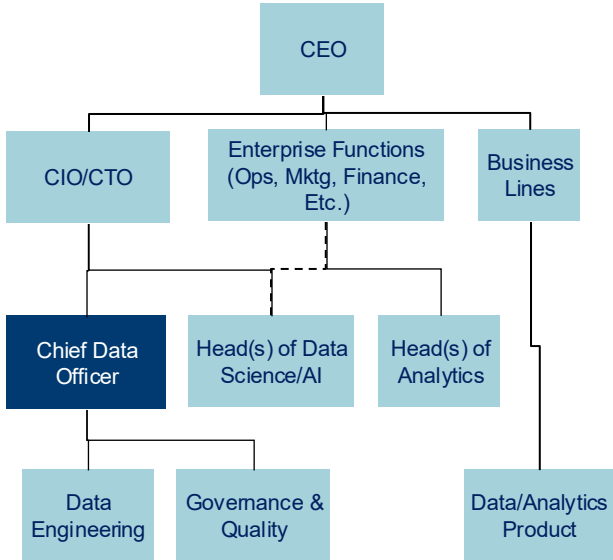 CEO
CIO/CTO
Enterprise Functions
(Ops, Mktg, Finance,
Etc.)
Business
Lines
Chief Data
Officer
Head(s) of Data
Science/AI
Head(s) of
Analytics
Data
Engineering
Governance &
Quality
Data/Analytics
Product